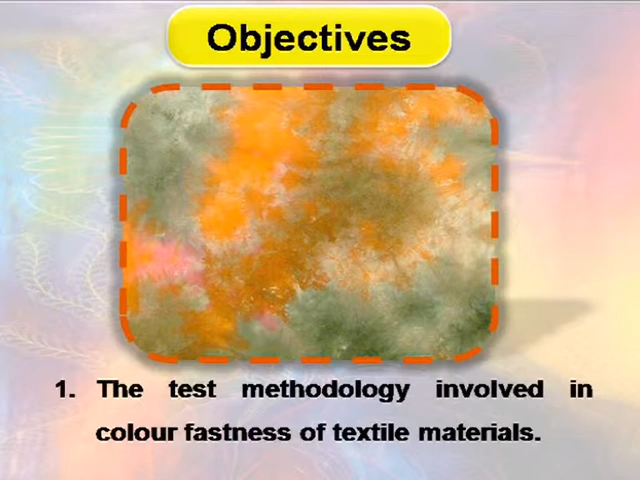 Objectives
1. The test methodology involved in
colour fastness of textile materials.